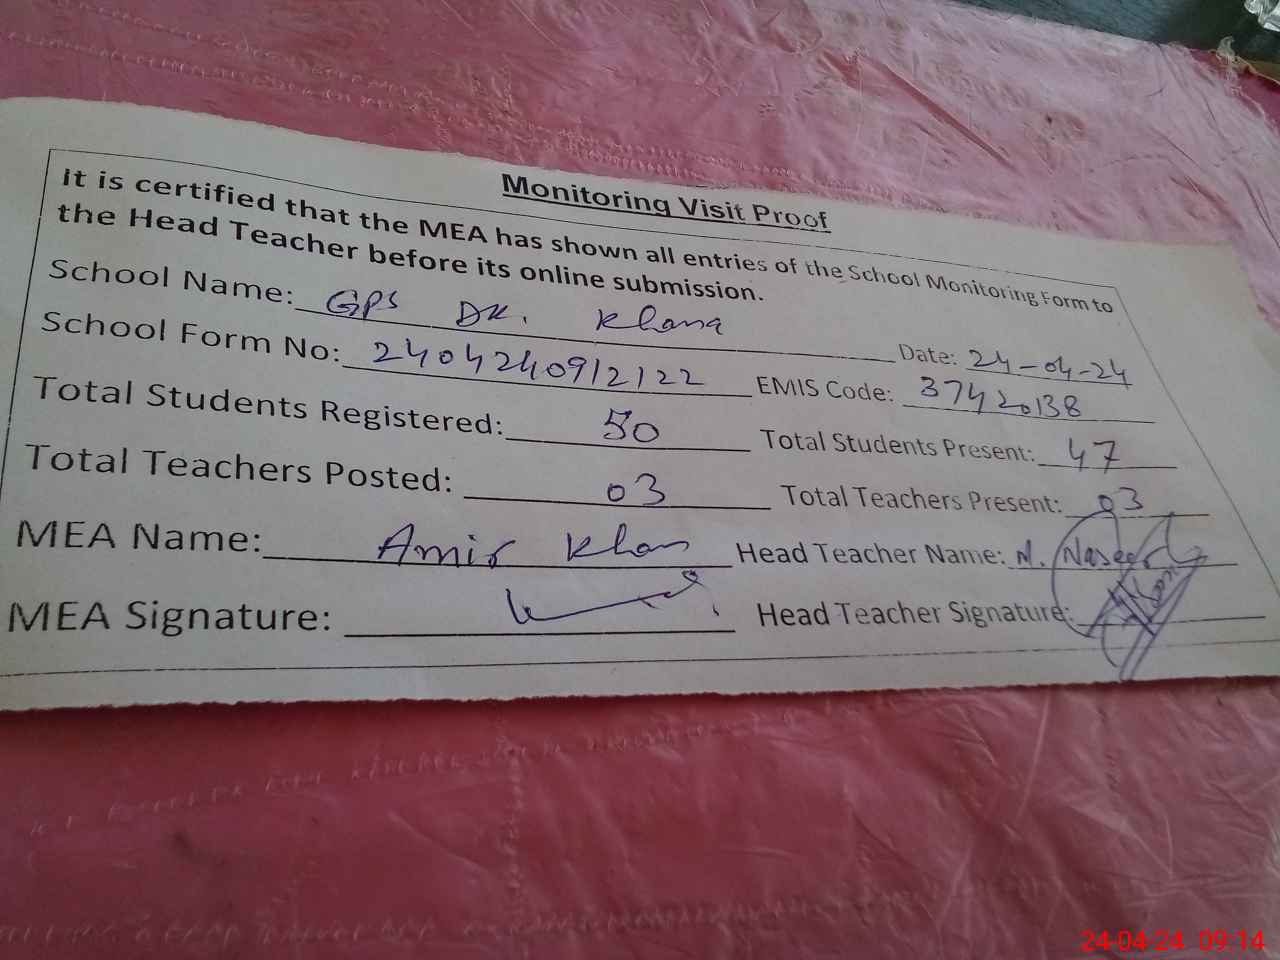 Monitoring Visit Proof
It is certified that the MEA has shown all entries of the School Monitoring Form to
the Head Teacher before its online submission.
School Name: GPS DK. Khana Date: 24-04-24
School Form No: 2404240912122 EMIS Code: 37420138
Total Students Registered: 50 Total Students Present: 47
Total Teachers Posted: 03 Total Teachers Present: 03
MEA Name: Amir Khan Head Teacher Name: M. Naseer
MEA Signature: Head Teacher Signature:
24-04-24 09:14